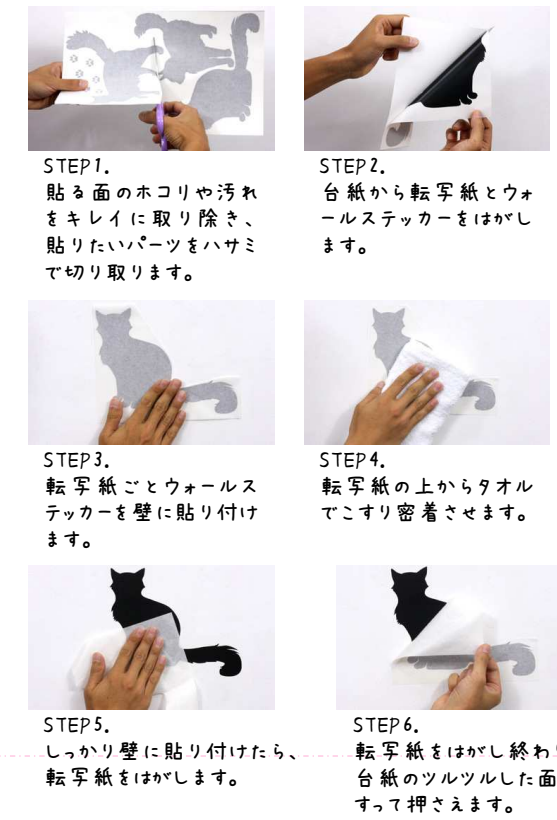 STEP1.
貼る面のホコリや汚れ
をキレイに取り除き、
貼りたいパーツをハサミ
で切り取ります。
STEP2.
台紙から転写紙とウォ
ールステッカーをはがし
ます。
STEP3.
転写紙ごとウォールス
テッカーを壁に貼り付け
ます。
STEP4.
転写紙の上からタオル
でこすり密着させます。
STEP5.
しっかり壁に貼り付けたら、
転写紙をはがします。
STEP6.
転写紙をはがし終わ
台紙のツルツルした面
すって押さえます。